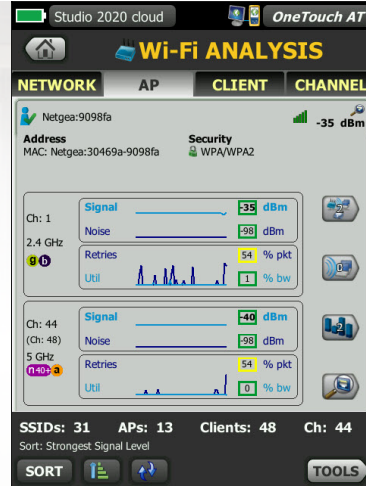 Studio 2020 cloud
OneTouch AT
Wi-Fi ANALYSIS
NETWORK AP CLIENT CHANNEL
Netgea:9098fa
-35 dBm
Address Security
MAC: Netgea:30469a-9098fa WPA/WPA2
Ch: 1
2.4 GHz
g b
Signal -35 dBm
Noise -98 dBm
Retries 54 % pkt
Util 1 % bw
2
0
Ch: 44
(Ch: 48)
5 GHz
n40+ a
Signal -40 dBm
Noise -98 dBm
Retries 54 % pkt
Util 0 % bw
2
SSIDs: 31 APs: 13 Clients: 48 Ch: 44
Sort: Strongest Signal Level
SORT TOOLS